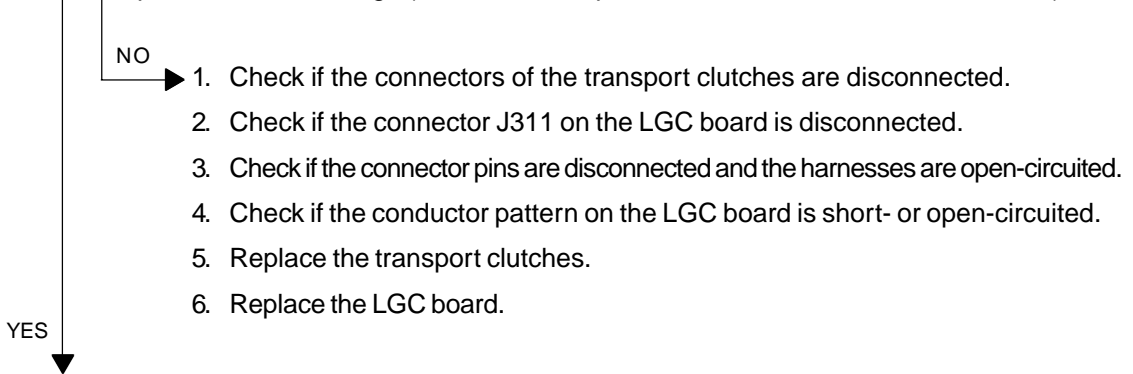 NO
1. Check if the connectors of the transport clutches are disconnected.
2. Check if the connector J311 on the LGC board is disconnected.
3. Check if the connector pins are disconnected and the harnesses are open-circuited.
4. Check if the conductor pattern on the LGC board is short- or open-circuited.
5. Replace the transport clutches.
6. Replace the LGC board.
YES